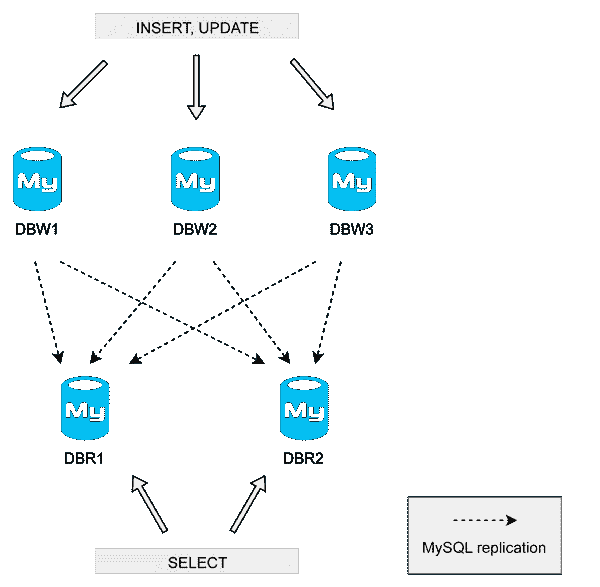 INSERT, UPDATE
My My My
DBW1 DBW2 DBW3
My My
DBR1 DBR2
SELECT
MySQL replication